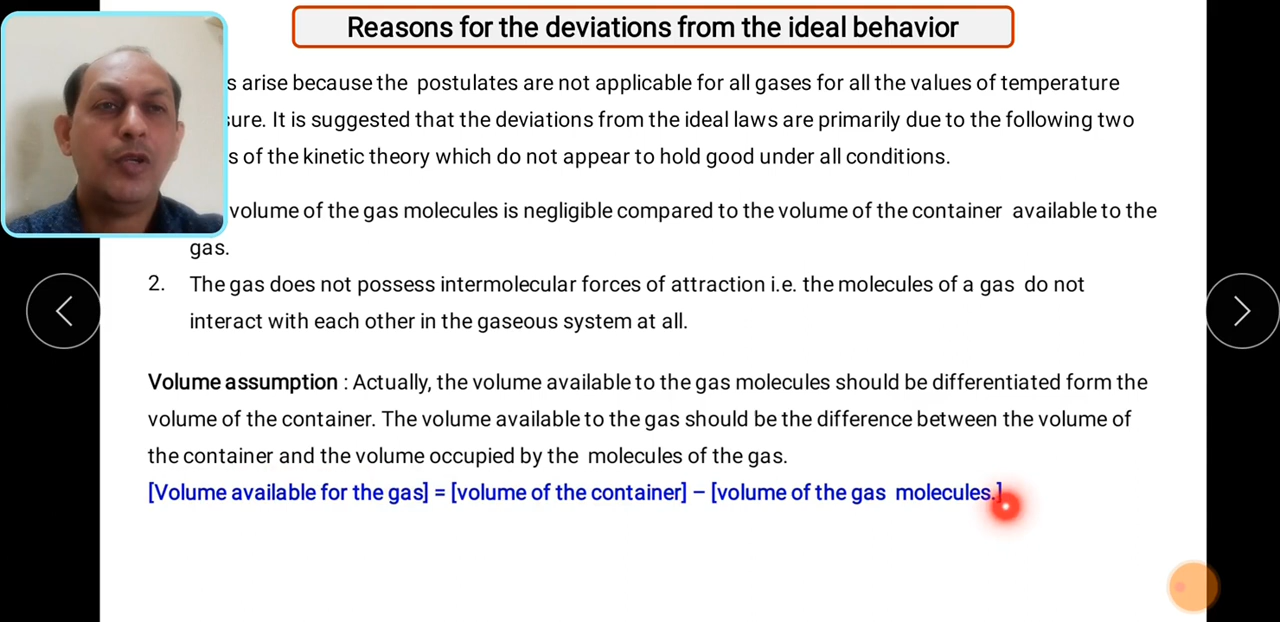 Reasons for the deviations from the ideal behavior
s arise because the postulates are not applicable for all gases for all the values of temperature
sure. It is suggested that the deviations from the ideal laws are primarily due to the following two
s of the kinetic theory which do not appear to hold good under all conditions.
volume of the gas molecules is negligible compared to the volume of the container available to the
gas.
2. The gas does not possess intermolecular forces of attraction i.e. the molecules of a gas do not
interact with each other in the gaseous system at all.
Volume assumption : Actually, the volume available to the gas molecules should be differentiated form the
volume of the container. The volume available to the gas should be the difference between the volume of
the container and the volume occupied by the molecules of the gas.
[Volume available for the gas] = [volume of the container] – [volume of the gas molecules.]